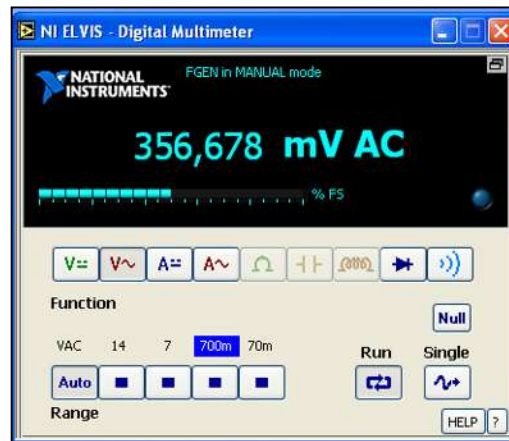 NI ELVIS - Digital Multimeter
FGEN in MANUAL mode
NATIONAL
INSTRUMENTS™
356,678 mV AC
% FS
V V A A Ω
Function
Null
VAC 14 7 700m 70m
Run Single
Auto
Range
HELP ?